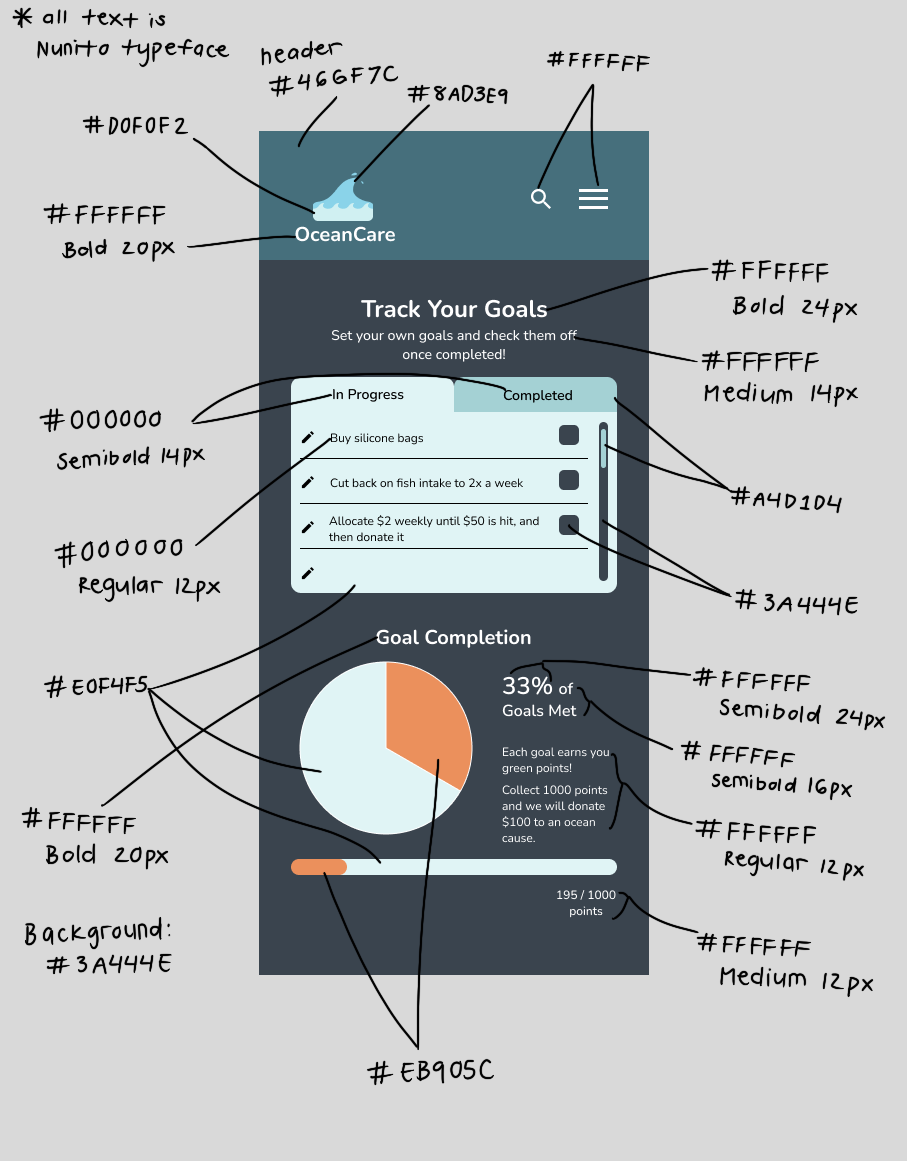 * all text is
Nunito typeface
header
#466F7C
#8AD3E9
#FFFFFF
#D0F0F2
#FFFFFF
Bold 20px
OceanCare
#FFFFFF
Bold 24px
Track Your Goals
Set your own goals and check them off
once completed!
#FFFFFF
Medium 14px
#000000
Semibold 14px
In Progress
Completed
Buy silicone bags
Cut back on fish intake to 2x a week
Allocate $2 weekly until $50 is hit, and
then donate it
#A4D1D4
#000000
Regular 12px
#3A444E
Goal Completion
#E0F4F5
33% of
Goals Met
#FFFFFF
Semibold 24px
#FFFFFF
semibold 16px
Each goal earns you
green points!
Collect 1000 points
and we will donate
$100 to an ocean
cause.
#FFFFFF
Regular 12px
#FFFFFF
Bold 20px
195 / 1000
points
#FFFFFF
Medium 12px
Background:
#3A444E
#EB905C